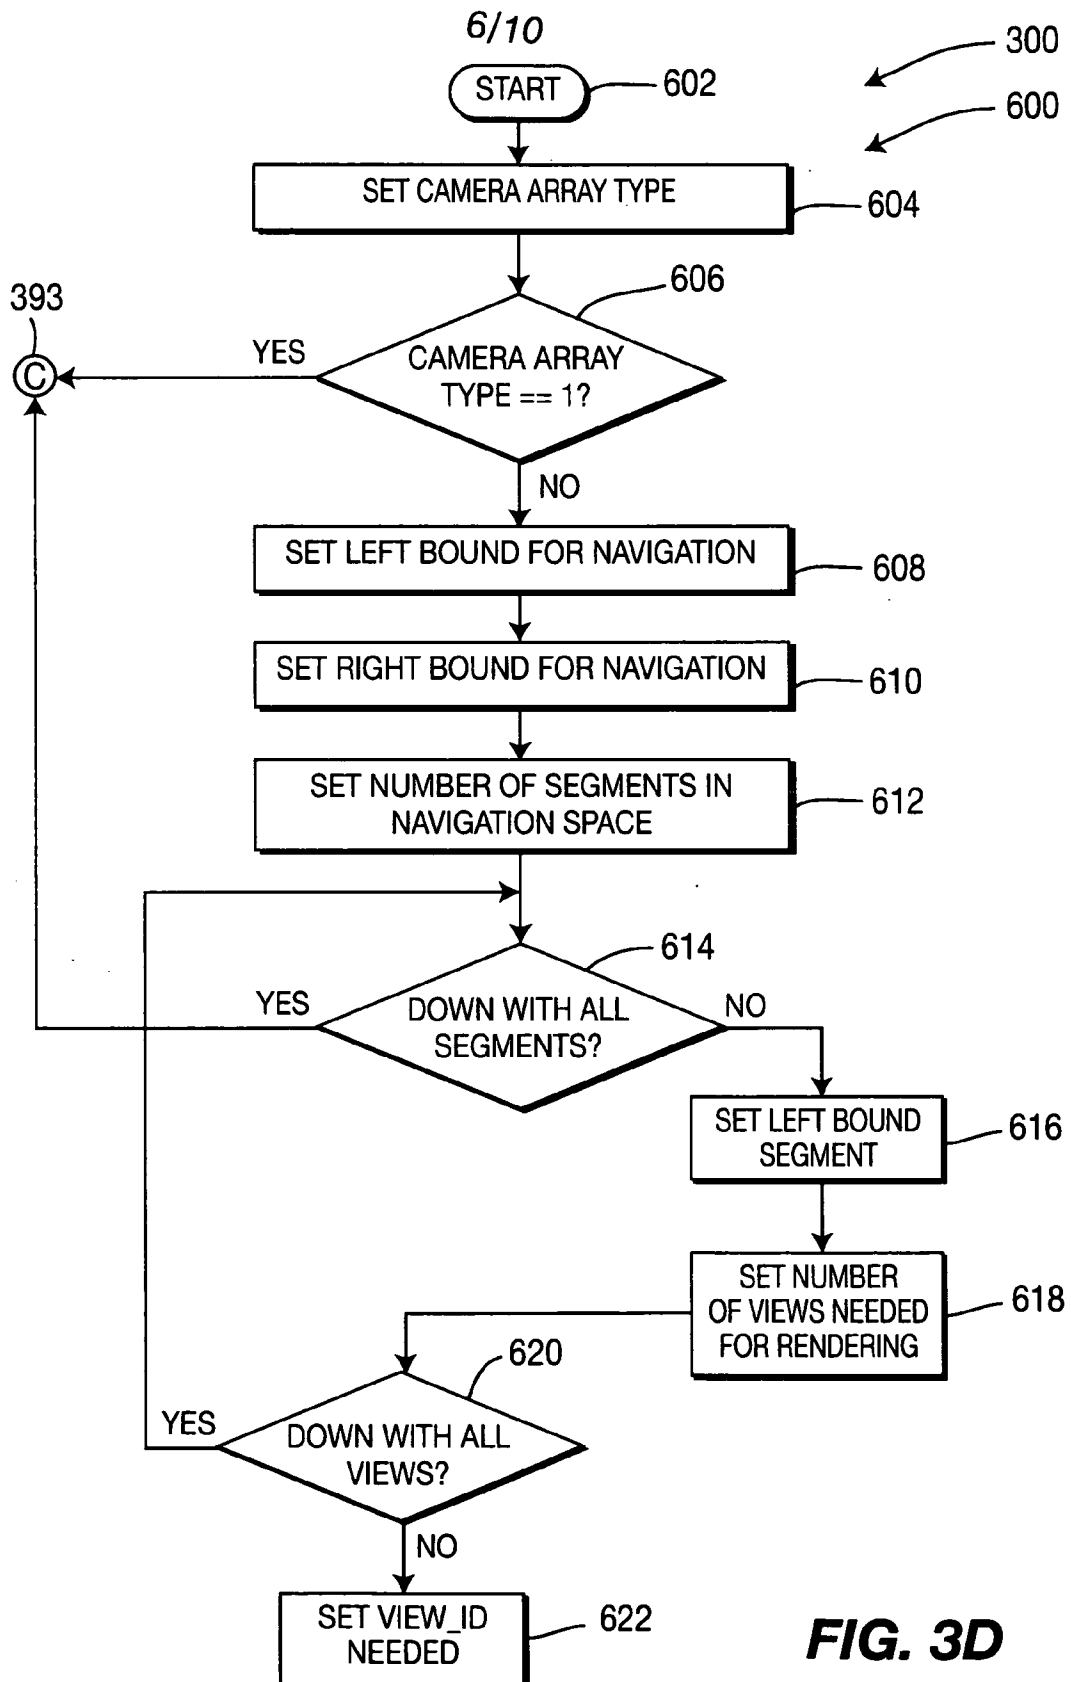 6/10
300
START
602
600
SET CAMERA ARRAY TYPE
604
606
393
YES
C
CAMERA ARRAY
TYPE == 1?
NO
SET LEFT BOUND FOR NAVIGATION
608
SET RIGHT BOUND FOR NAVIGATION
610
SET NUMBER OF SEGMENTS IN
NAVIGATION SPACE
612
614
YES
NO
DOWN WITH ALL
SEGMENTS?
SET LEFT BOUND
SEGMENT
616
SET NUMBER
OF VIEWS NEEDED
FOR RENDERING
618
620
YES
DOWN WITH ALL
VIEWS?
NO
SET VIEW_ID
NEEDED
622
FIG. 3D